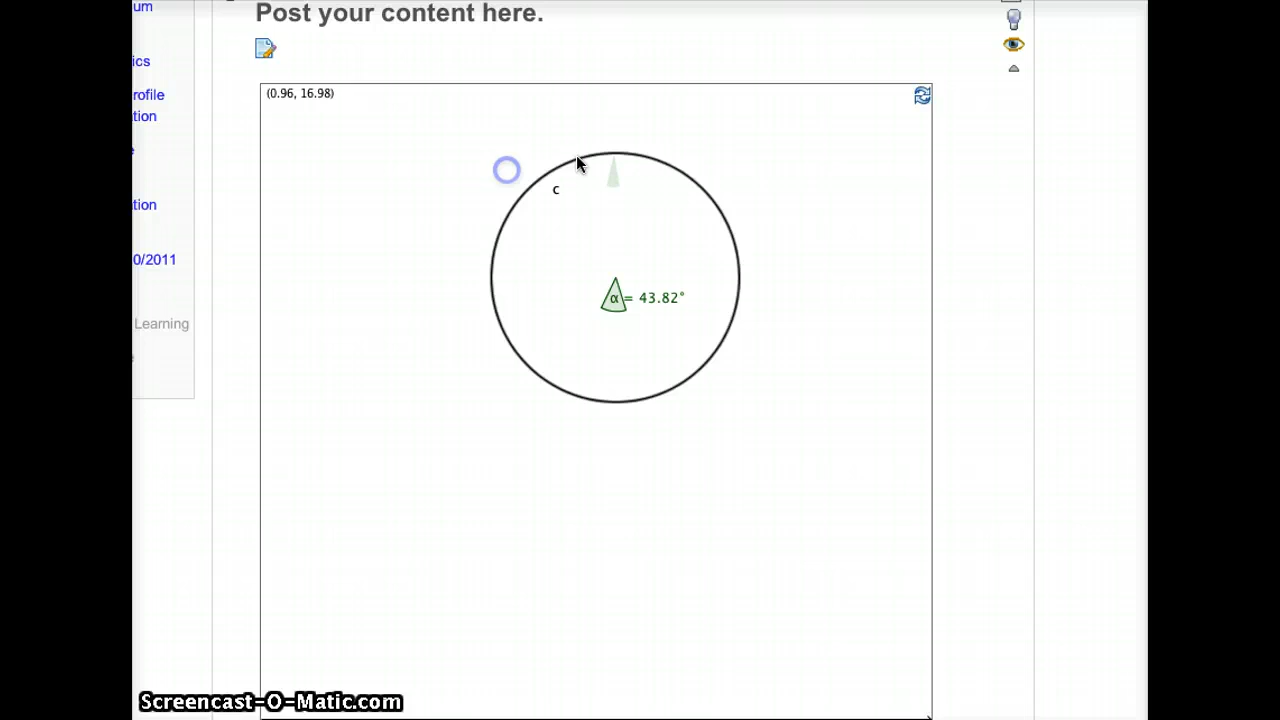 um
Post your content here.
ics
rofile
tion
(0.96, 16.98)
c
tion
0/2011
α = 43.82°
Learning
Screencast-O-Matic.com